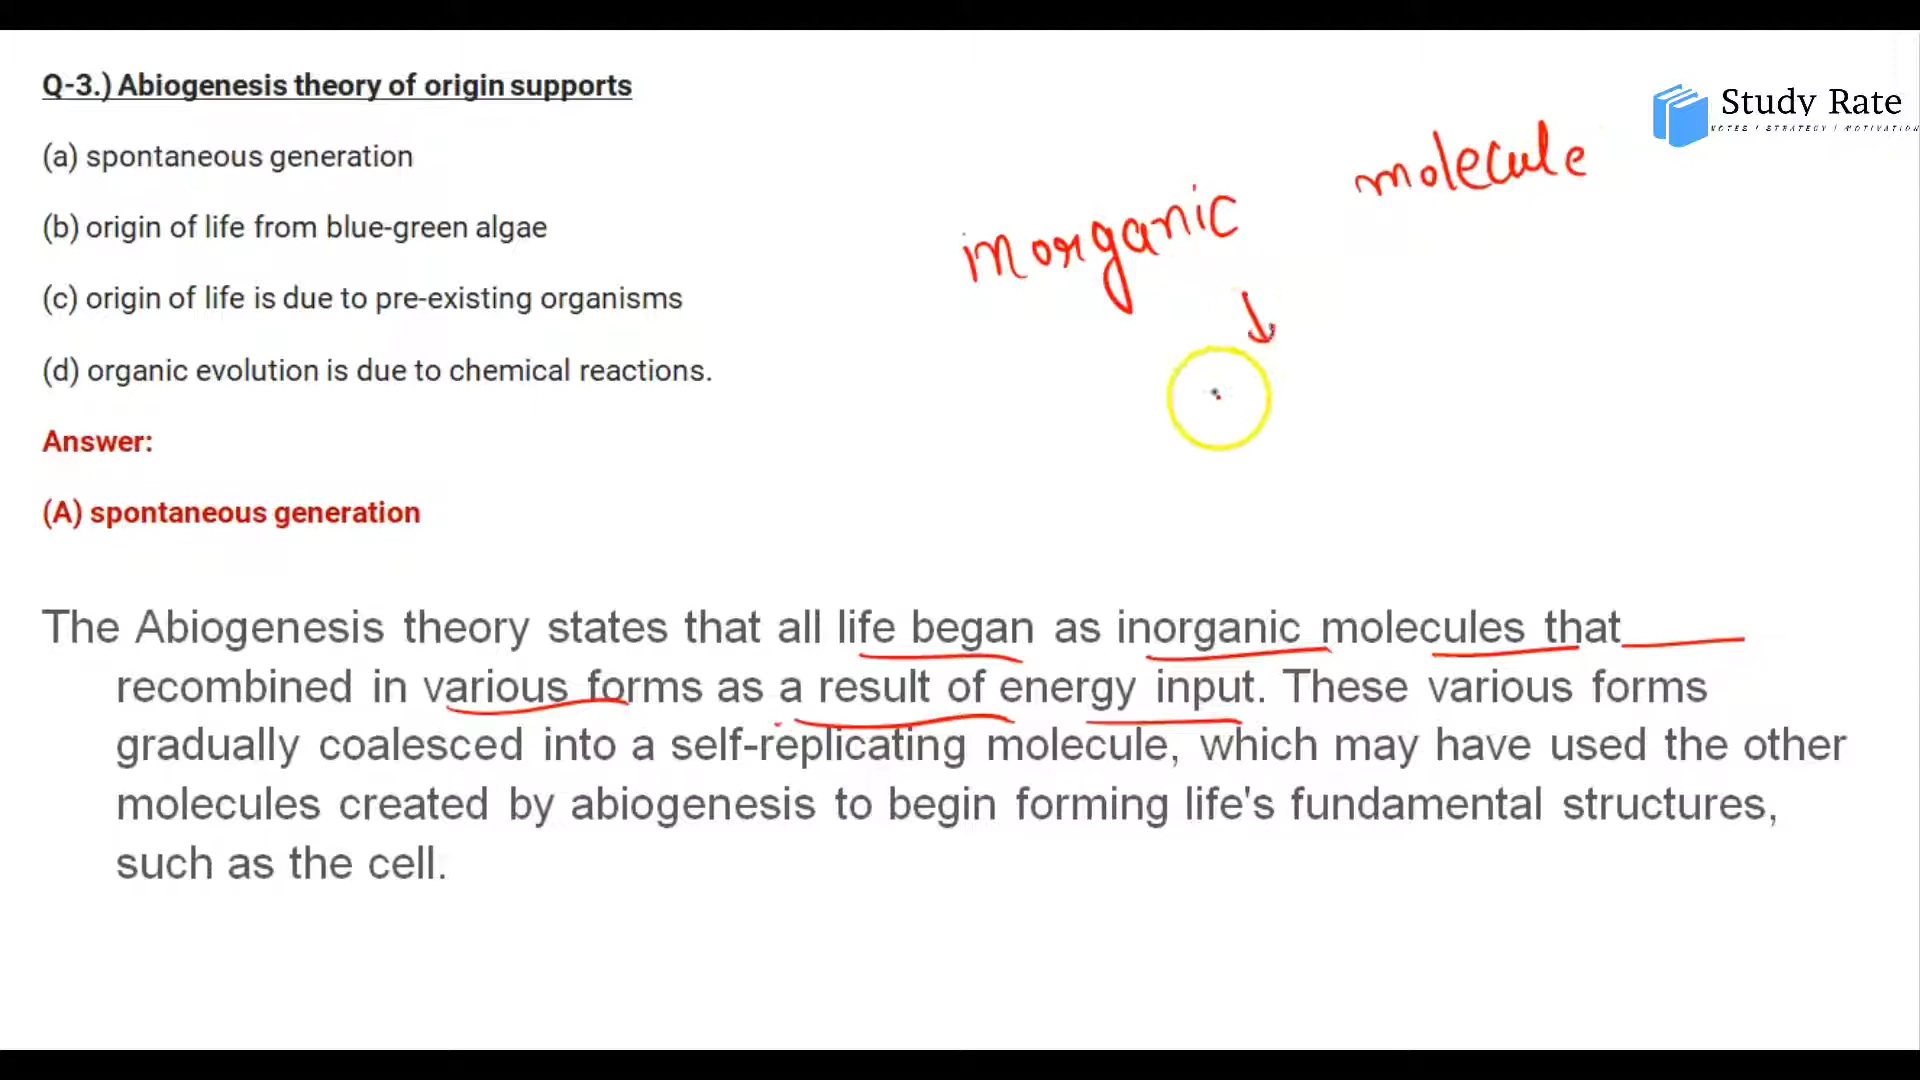 Q-3.) Abiogenesis theory of origin supports
Study Rate
NOTES / STRATEGY / MOTIVATION
(a) spontaneous generation
molecule
(b) origin of life from blue-green algae
inorganic
(c) origin of life is due to pre-existing organisms
(d) organic evolution is due to chemical reactions.
Answer:
(A) spontaneous generation
The Abiogenesis theory states that all life began as inorganic molecules that
recombined in various forms as a result of energy input. These various forms
gradually coalesced into a self-replicating molecule, which may have used the other
molecules created by abiogenesis to begin forming life's fundamental structures,
such as the cell.